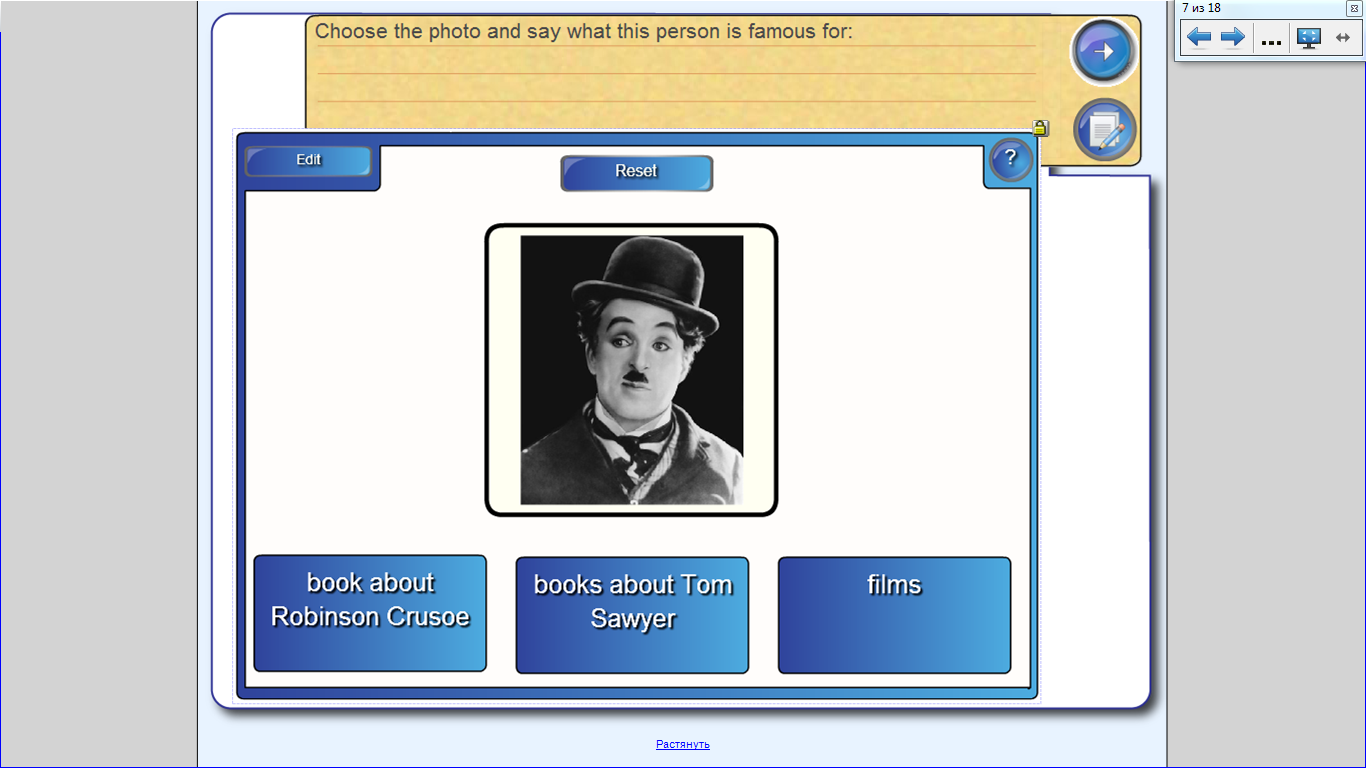 7 из 18
Choose the photo and say what this person is famous for:
Edit
Reset
?
book about
Robinson Crusoe
books about Tom
Sawyer
films
Растянуть